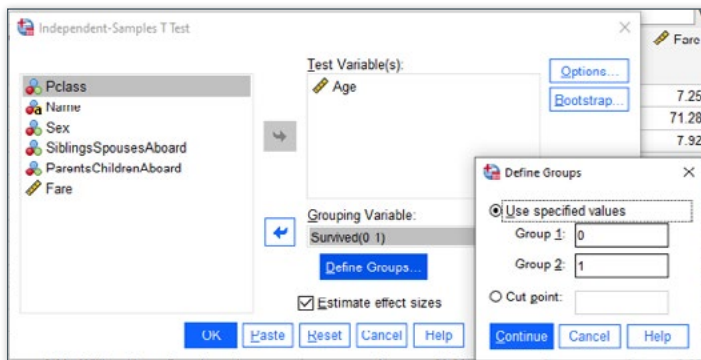 Independent-Samples T Test
Fare
Test Variable(s):
Pclass
Name
Sex
SiblingsSpousesAboard
ParentsChildrenAboard
Fare
Age
Options...
Bootstrap...
7.25
71.28
7.92
Grouping Variable:
Survived(0 1)
Define Groups...
Estimate effect sizes
OK Paste Reset Cancel Help
Define Groups
Use specified values
Group 1: 0
Group 2: 1
Cut point:
Continue Cancel Help